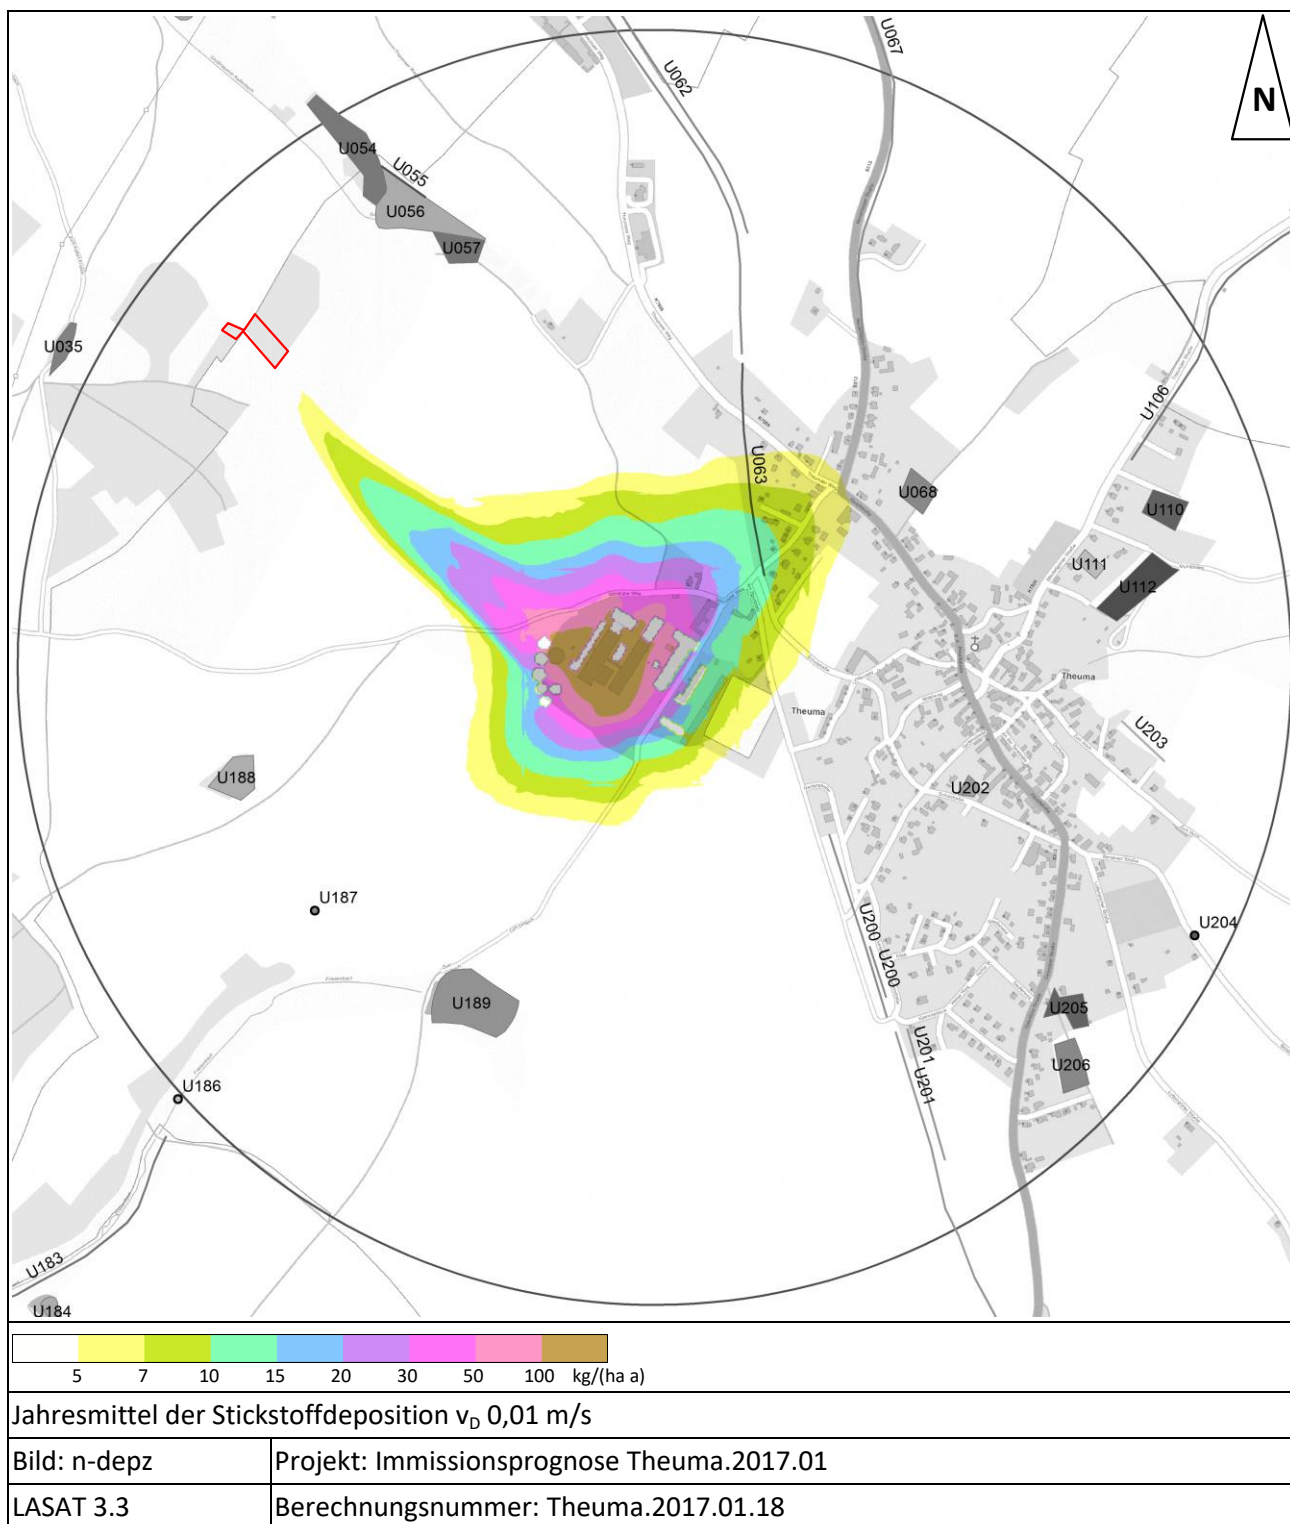 U067
U062
N
U054
U055
U056
U057
U035
U106
U063
U068
U110
U111
U112
Theuma
Theuma
U203
U188
U202
U187
U200
U204
U200
U189
U205
U201
U206
U201
U186
U183
U184
5 7 10 15 20 30 50 100 kg/(ha a)
Jahresmittel der Stickstoffdeposition vD 0,01 m/s
Bild: n-depz
Projekt: Immissionsprognose Theuma.2017.01
LASAT 3.3
Berechnungsnummer: Theuma.2017.01.18